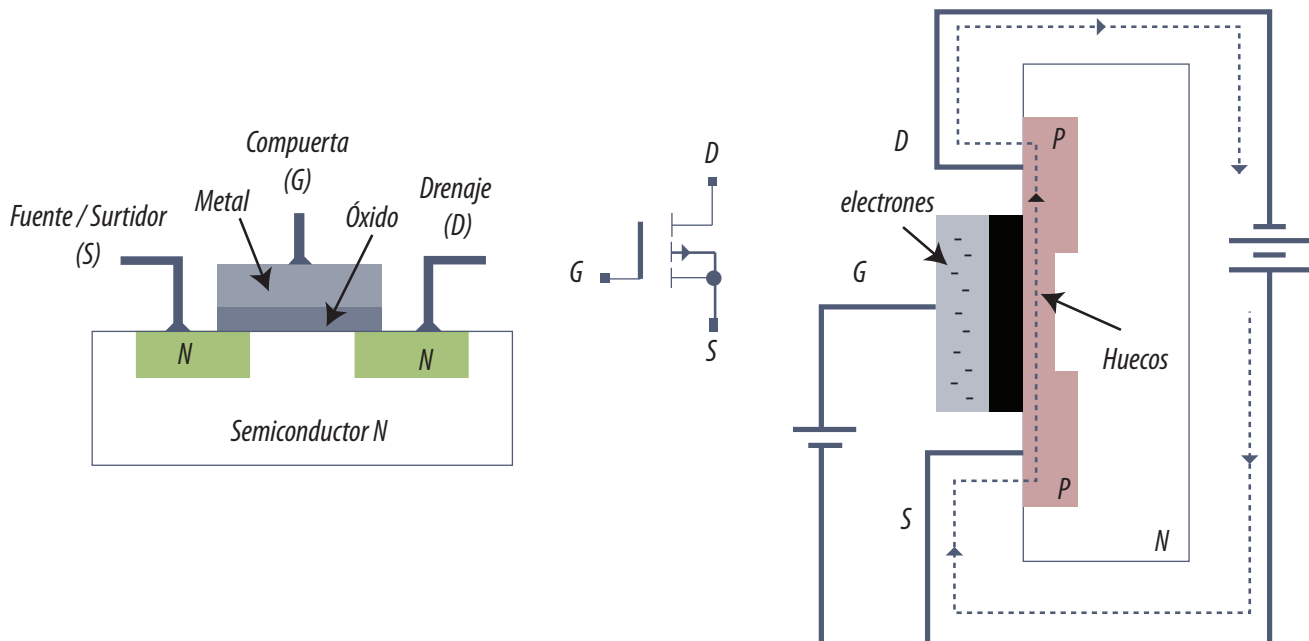 Compuerta
(G)
Metal
Óxido
Drenaje
(D)
Fuente / Surtidor
(S)
N
N
Semiconductor N
D
G
S
D
P
electrones
G
Huecos
P
S
N